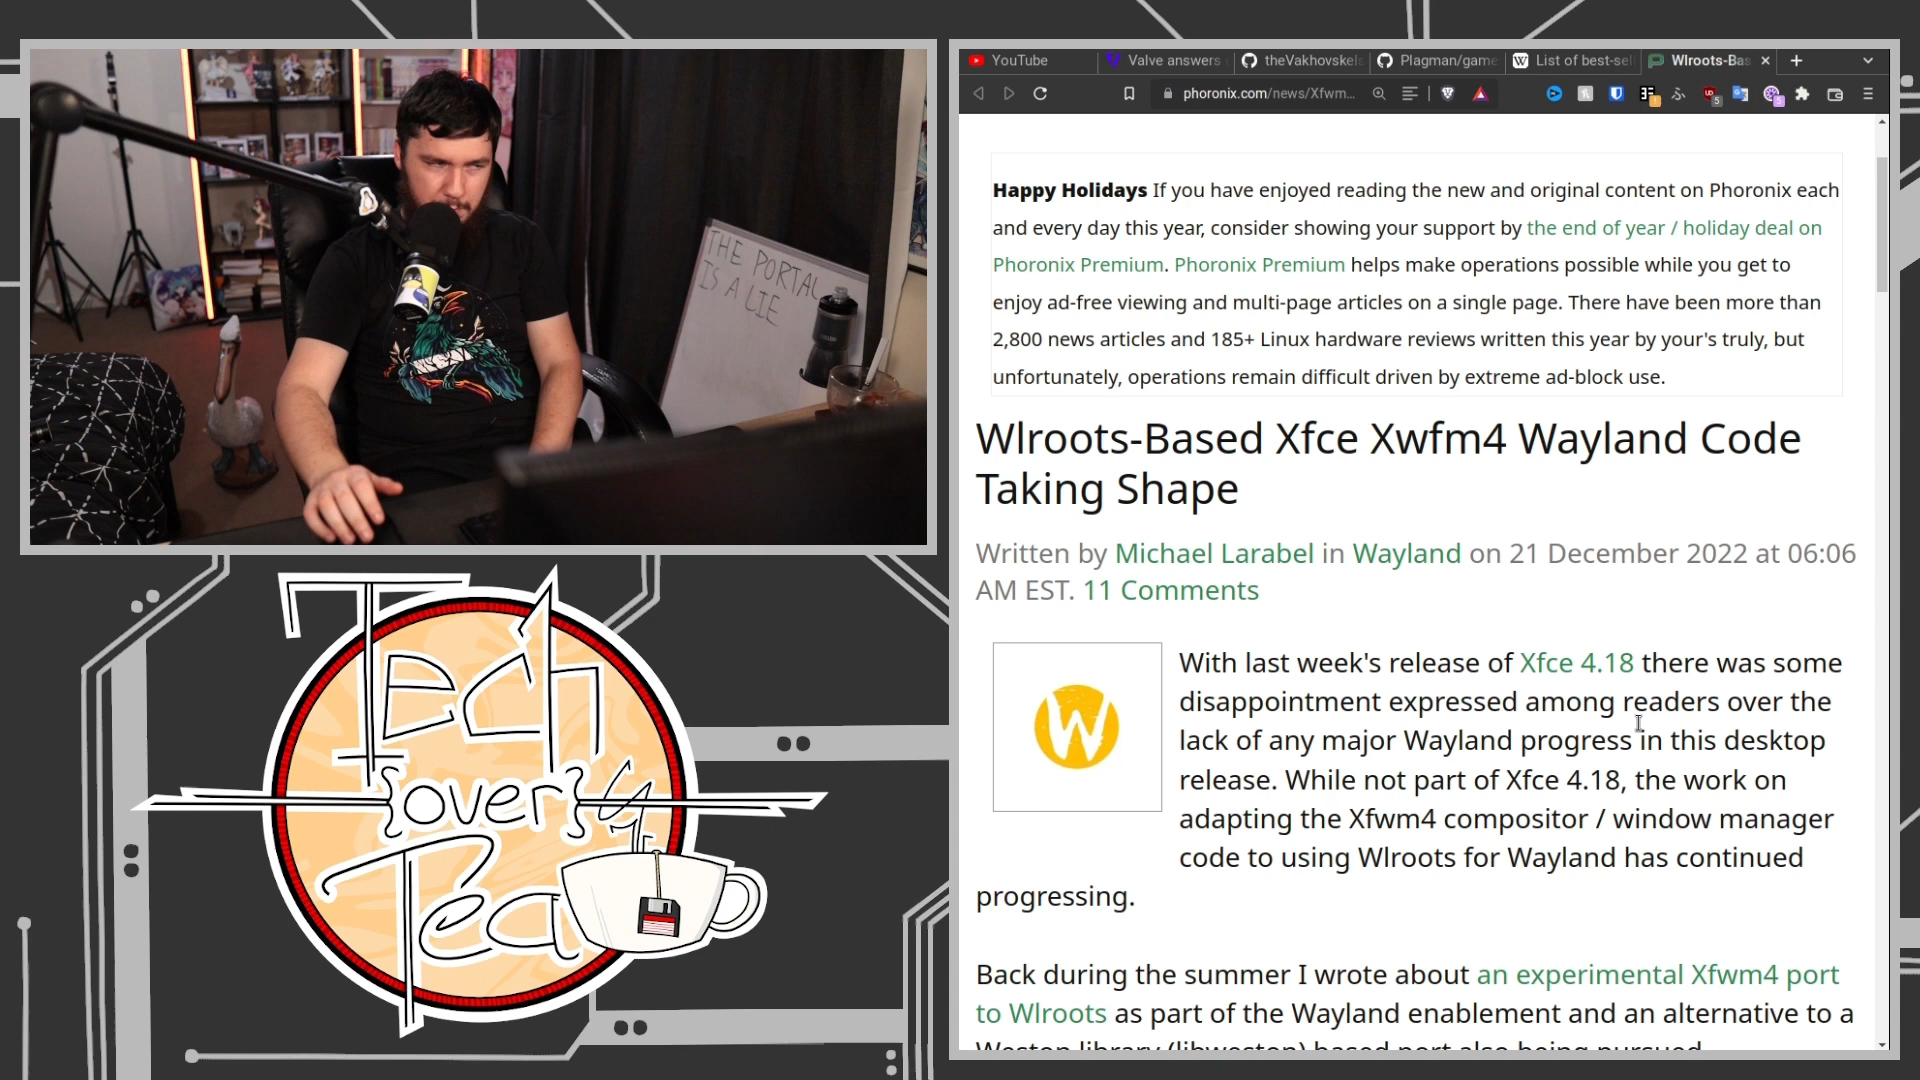 THE PORTAL
IS A LIE
Tech
over
Tea
YouTube
Valve answers
theVakhovskeIs
Plagman/game
List of best-sel
Wlroots-Bas
phoronix.com/news/Xfwm...
Happy Holidays If you have enjoyed reading the new and original content on Phoronix each
and every day this year, consider showing your support by the end of year / holiday deal on
Phoronix Premium. Phoronix Premium helps make operations possible while you get to
enjoy ad-free viewing and multi-page articles on a single page. There have been more than
2,800 news articles and 185+ Linux hardware reviews written this year by your's truly, but
unfortunately, operations remain difficult driven by extreme ad-block use.
Wlroots-Based Xfce Xwfm4 Wayland Code
Taking Shape
Written by Michael Larabel in Wayland on 21 December 2022 at 06:06
AM EST. 11 Comments
W
With last week's release of Xfce 4.18 there was some
disappointment expressed among readers over the
lack of any major Wayland progress in this desktop
release. While not part of Xfce 4.18, the work on
adapting the Xfwm4 compositor / window manager
code to using Wlroots for Wayland has continued
progressing.
Back during the summer I wrote about an experimental Xfwm4 port
to Wlroots as part of the Wayland enablement and an alternative to a
Weston library (libweston) based port also being pursued.